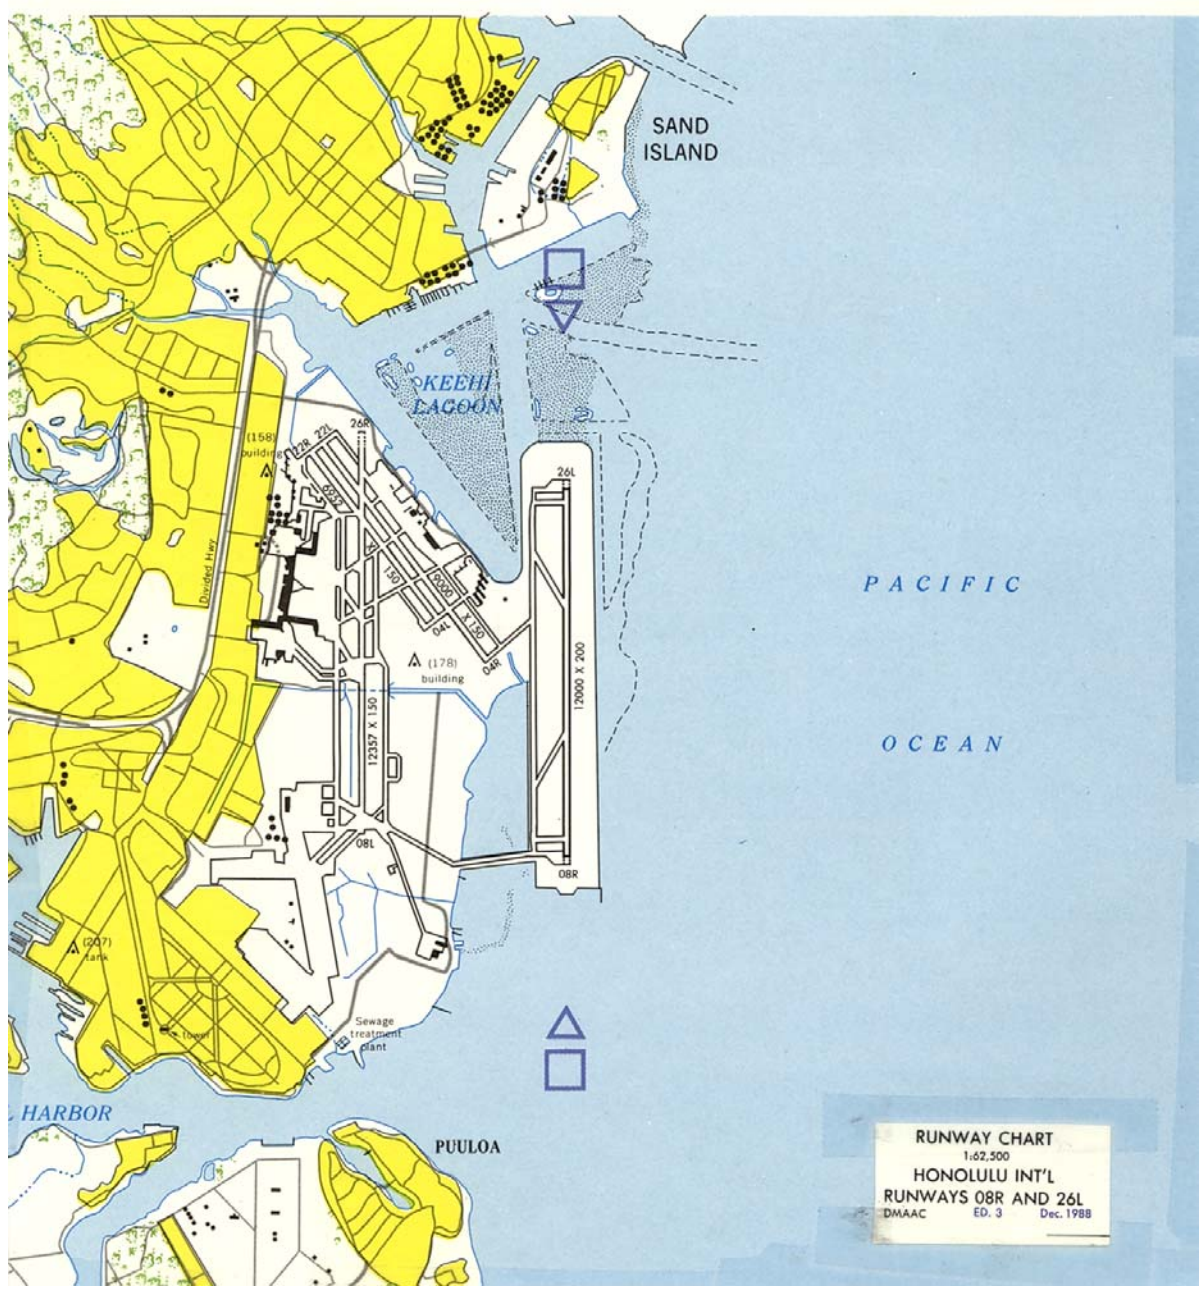 SAND
ISLAND
KEEHI
LAGOON
26R
22L
22R
(158)
building
26L
6952
Divided Hwy
150
9000
X 150
04L
04R
(178)
building
PACIFIC
12000 X 200
12357 X 150
OCEAN
08L
08R
(207)
tank
tower
Sewage
treatment
plant
L HARBOR
PUULOA
RUNWAY CHART
1:62,500
HONOLULU INT'L
RUNWAYS 08R AND 26L
DMAAC ED. 3 Dec. 1988